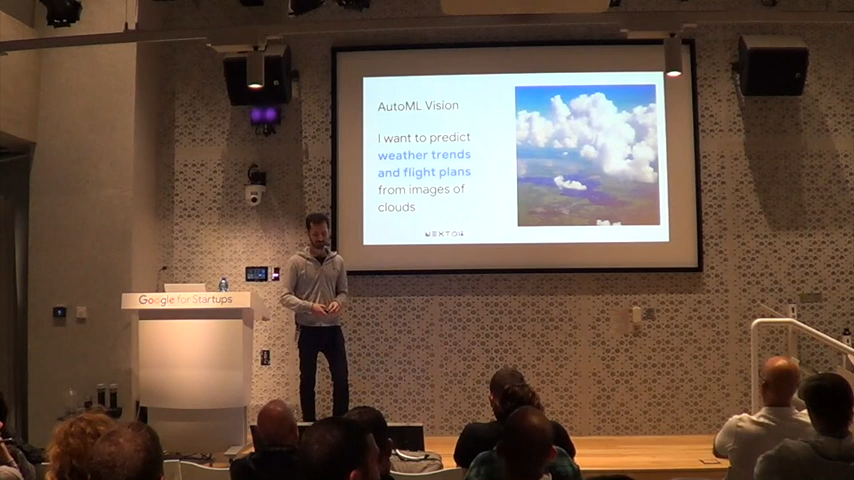 AutoML Vision
I want to predict
weather trends
and flight plans
from images of
clouds
NEXTON
Google for Startups